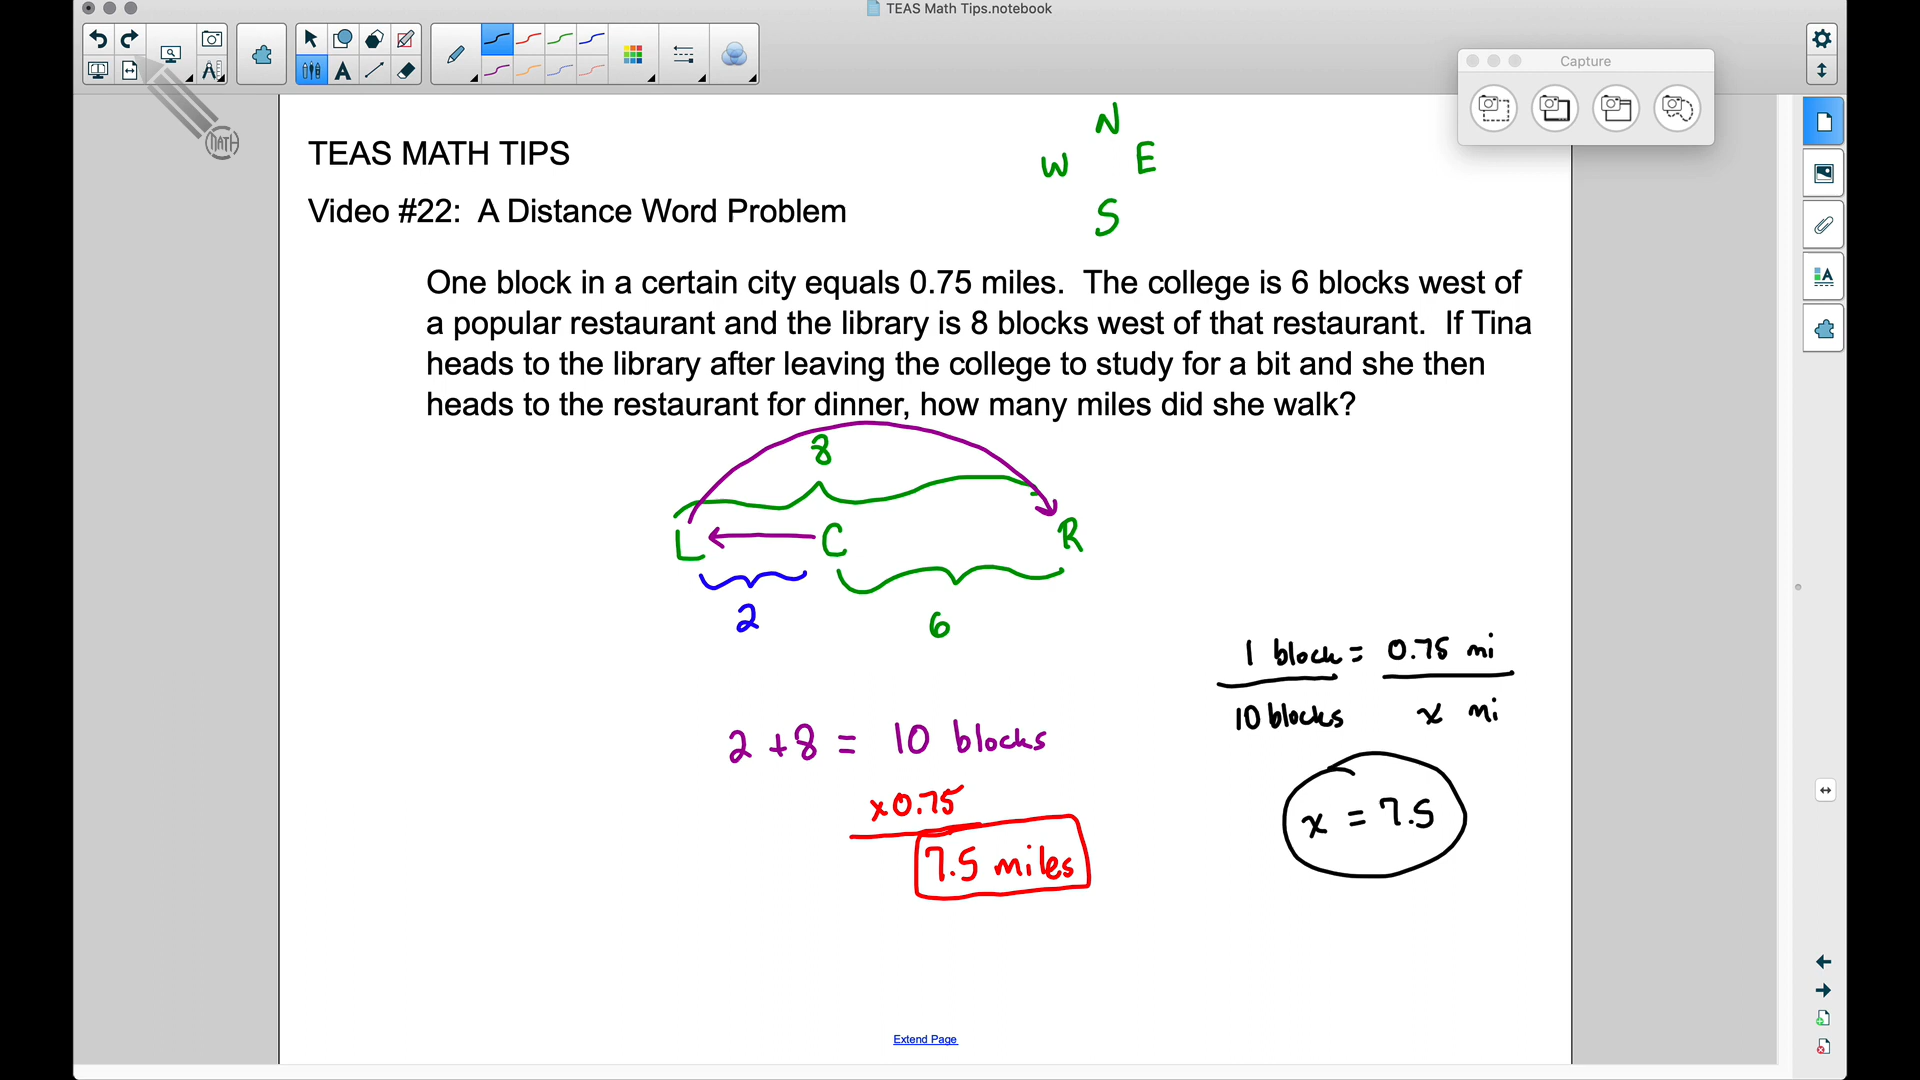 TEAS Math Tips.notebook
Capture
MATH
N
W E
S
TEAS MATH TIPS
Video #22: A Distance Word Problem
One block in a certain city equals 0.75 miles. The college is 6 blocks west of
a popular restaurant and the library is 8 blocks west of that restaurant. If Tina
heads to the library after leaving the college to study for a bit and she then
heads to the restaurant for dinner, how many miles did she walk?
8
L C R
2 6
1 block = 0.75 mi
10 blocks x mi
2 + 8 = 10 blocks
x 0.75
7.5 miles
x = 7.5
Extend Page